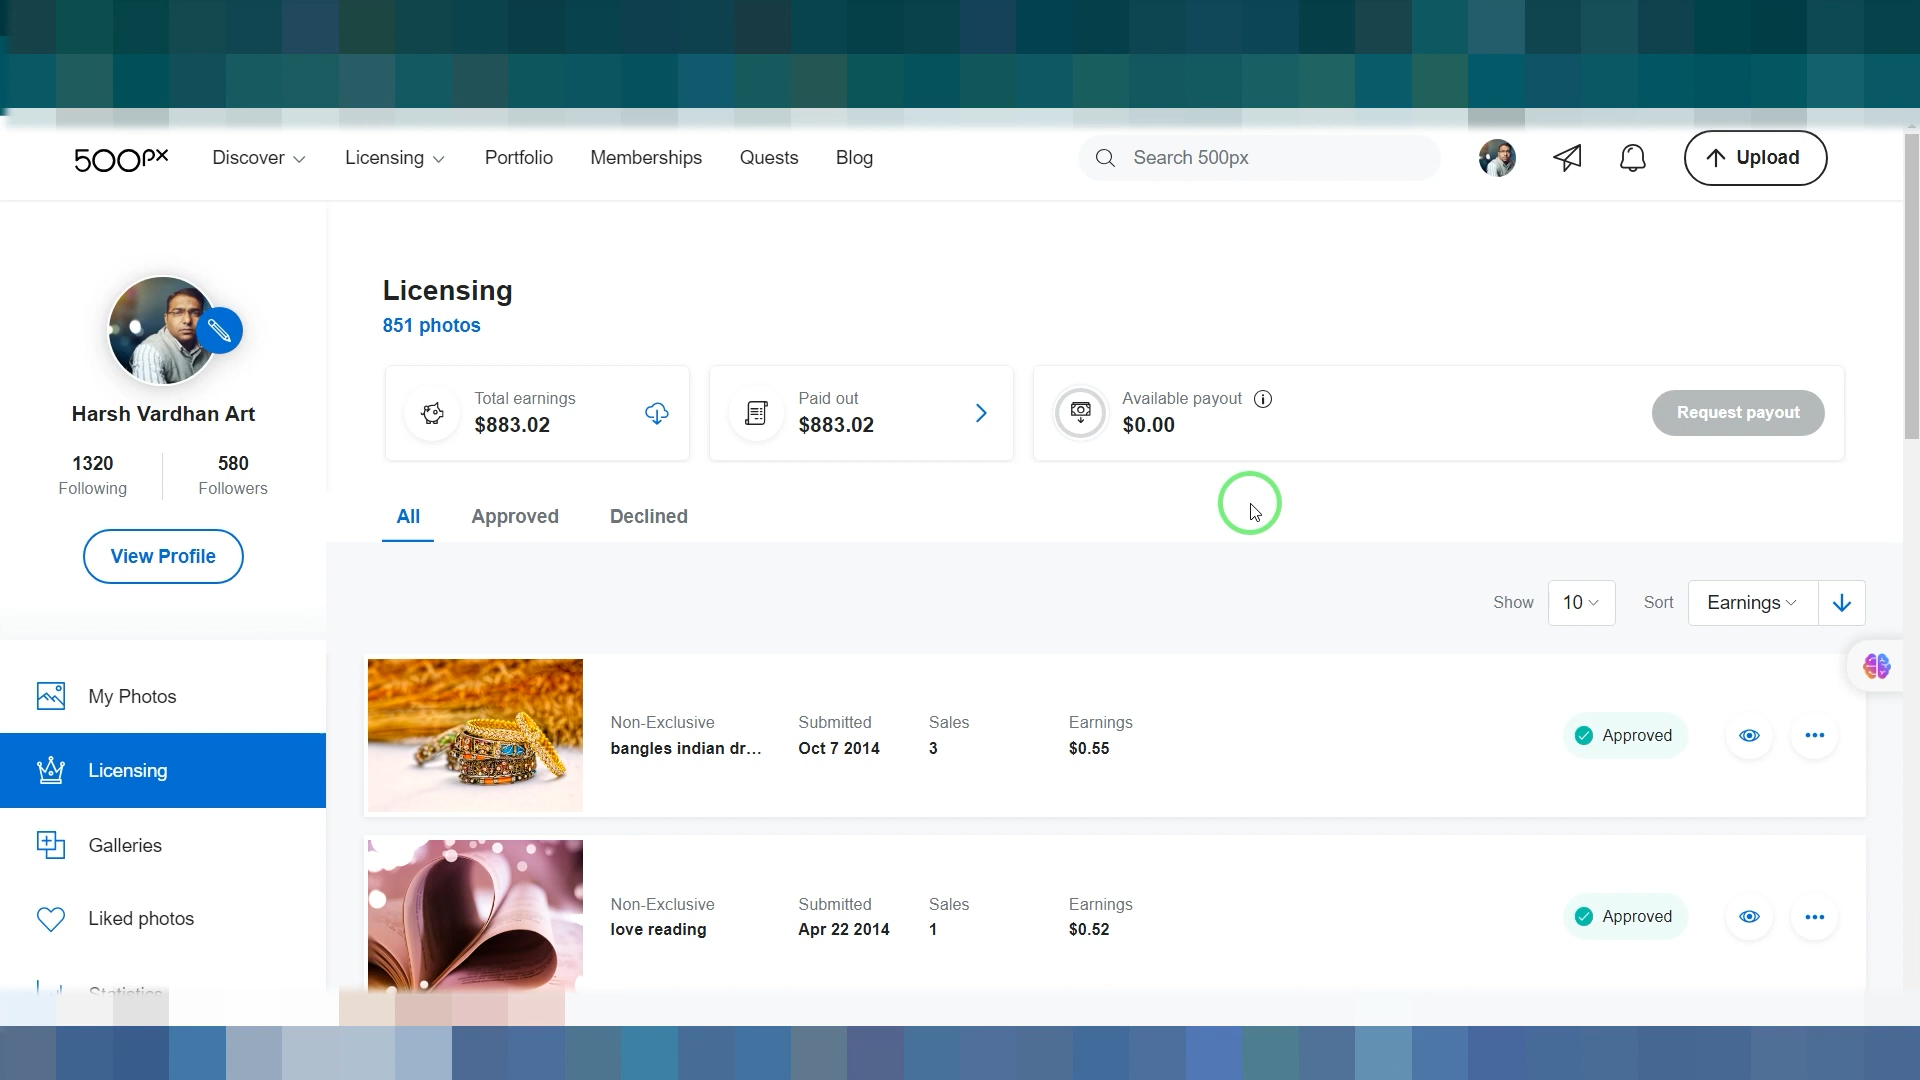 500px
Discover
Licensing
Portfolio
Memberships
Quests
Blog
Search 500px
Upload
Harsh Vardhan Art
1320
Following
580
Followers
View Profile
My Photos
Licensing
Galleries
Liked photos
Statistics
Licensing
851 photos
Total earnings
$883.02
Paid out
$883.02
Available payout
$0.00
Request payout
All
Approved
Declined
Show
10
Sort
Earnings
Non-Exclusive
bangles indian dr...
Submitted
Oct 7 2014
Sales
3
Earnings
$0.55
Approved
Non-Exclusive
love reading
Submitted
Apr 22 2014
Sales
1
Earnings
$0.52
Approved